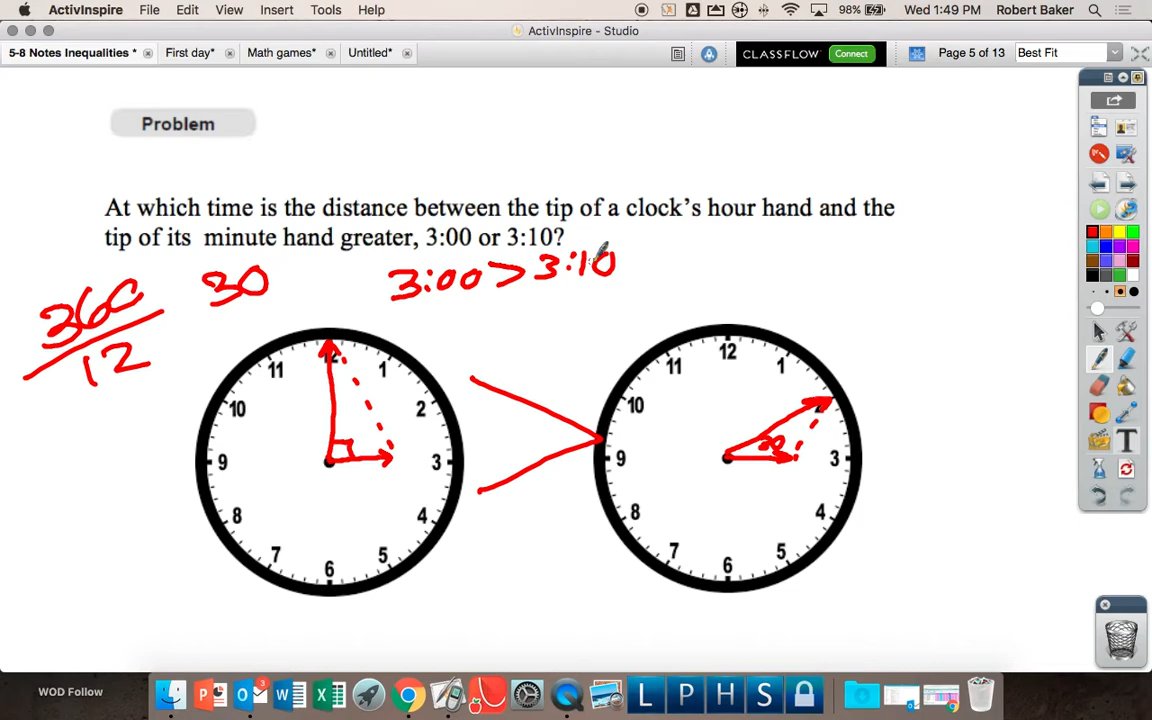 ActivInspire File Edit View Insert Tools Help 98% Wed 1:49 PM Robert Baker
ActivInspire - Studio
5-8 Notes Inequalities * First day* Math games* Untitled* CLASSFLOW Connect Page 5 of 13 Best Fit
Problem
At which time is the distance between the tip of a clock's hour hand and the
tip of its minute hand greater, 3:00 or 3:10?
360
12
30
3:00 > 3:10
12 1 2 3 4 5 6 7 8 9 10 11
12 1 2 3 4 5 6 7 8 9 10 11
30
T
WOD Follow
P W X 3 L P H S